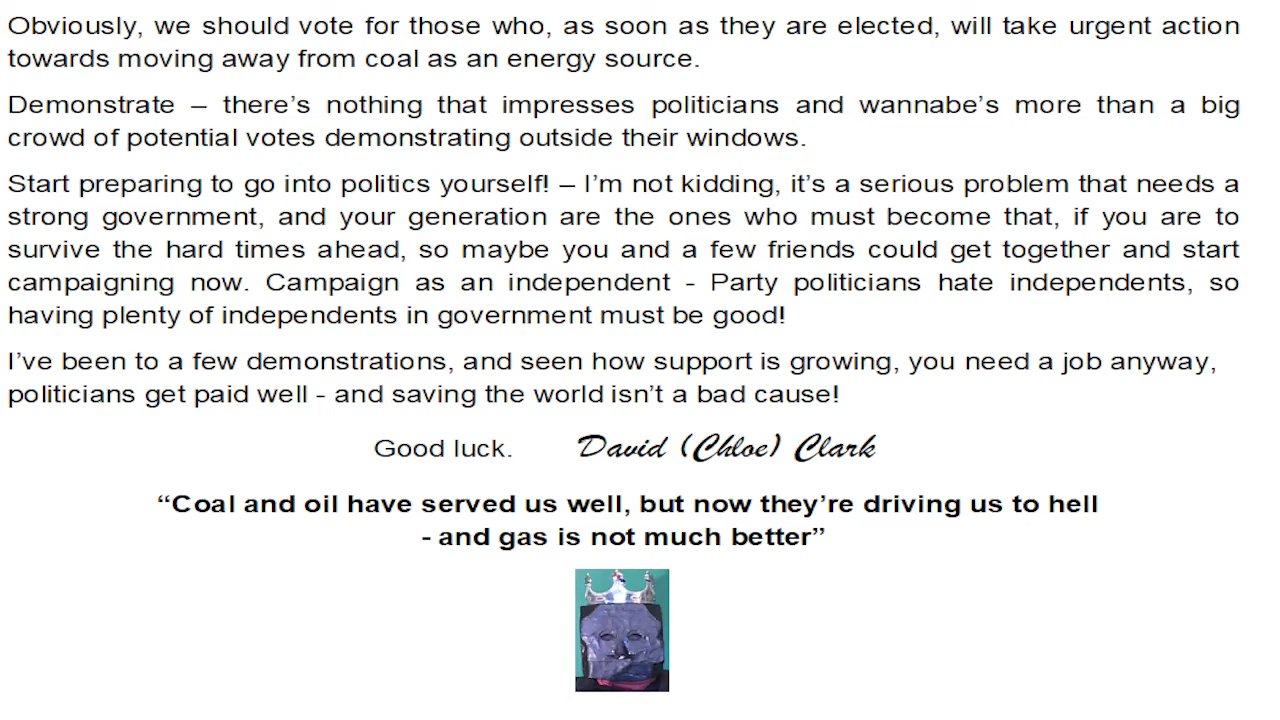 Obviously, we should vote for those who, as soon as they are elected, will take urgent action
towards moving away from coal as an energy source.
Demonstrate – there’s nothing that impresses politicians and wannabe’s more than a big
crowd of potential votes demonstrating outside their windows.
Start preparing to go into politics yourself! – I’m not kidding, it’s a serious problem that needs a
strong government, and your generation are the ones who must become that, if you are to
survive the hard times ahead, so maybe you and a few friends could get together and start
campaigning now. Campaign as an independent - Party politicians hate independents, so
having plenty of independents in government must be good!
I’ve been to a few demonstrations, and seen how support is growing, you need a job anyway,
politicians get paid well - and saving the world isn’t a bad cause!
Good luck. David (Chloe) Clark
“Coal and oil have served us well, but now they’re driving us to hell
- and gas is not much better”